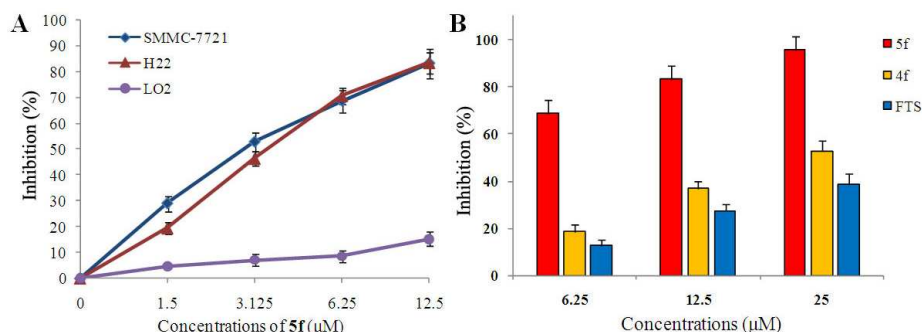 A
SMMC-7721
H22
LO2
Inhibition (%)
100
90
80
70
60
50
40
30
20
10
0
0 1.5 3.125 6.25 12.5
Concentrations of 5f (μM)
B
5f
4f
FTS
Inhibition (%)
100
80
60
40
20
0
6.25 12.5 25
Concentrations (μM)